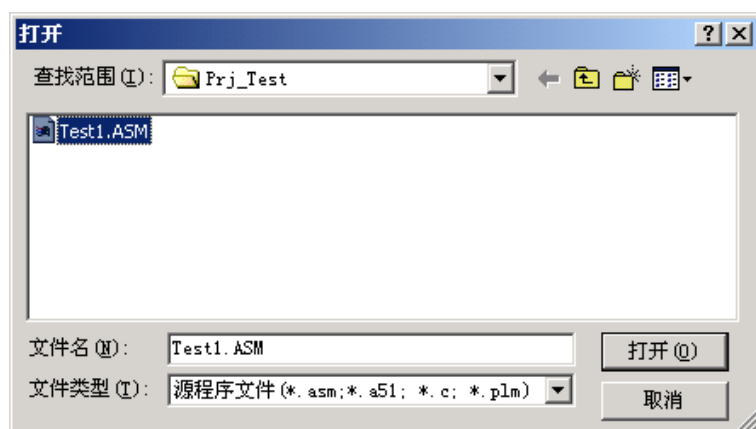 打开
查找范围(I): Prj_Test
Test1.ASM
文件名(N): Test1.ASM 打开(O)
文件类型(T): 源程序文件(*.asm;*.a51; *.c; *.plm) 取消